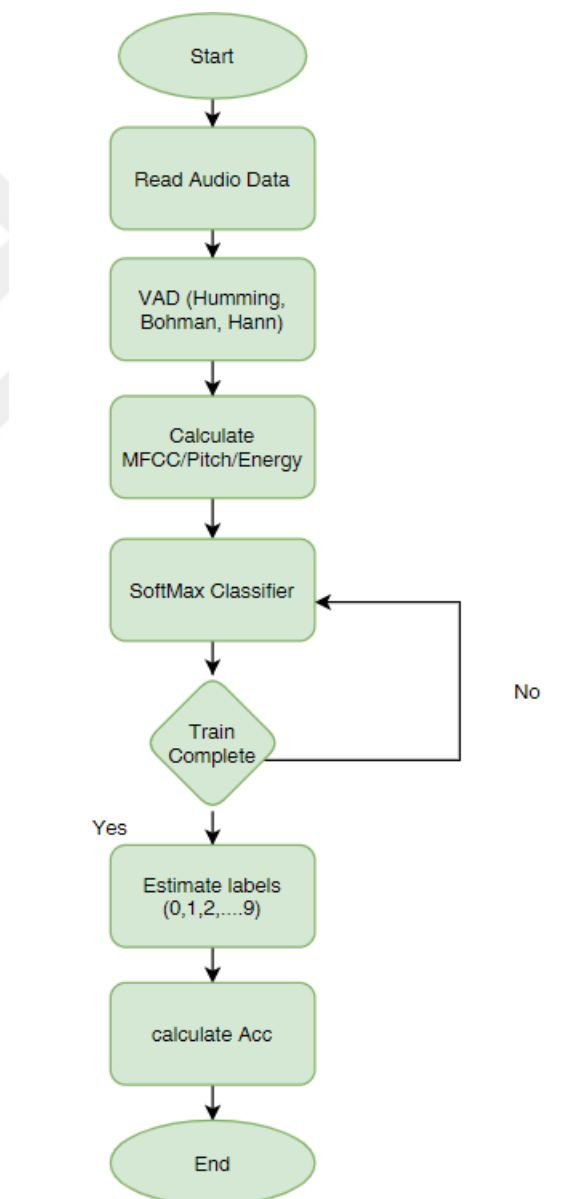 Start
Read Audio Data
VAD (Humming,
Bohman, Hann)
Calculate
MFCC/Pitch/Energy
SoftMax Classifier
No
Train
Complete
Yes
Estimate labels
(0,1,2,....9)
calculate Acc
End